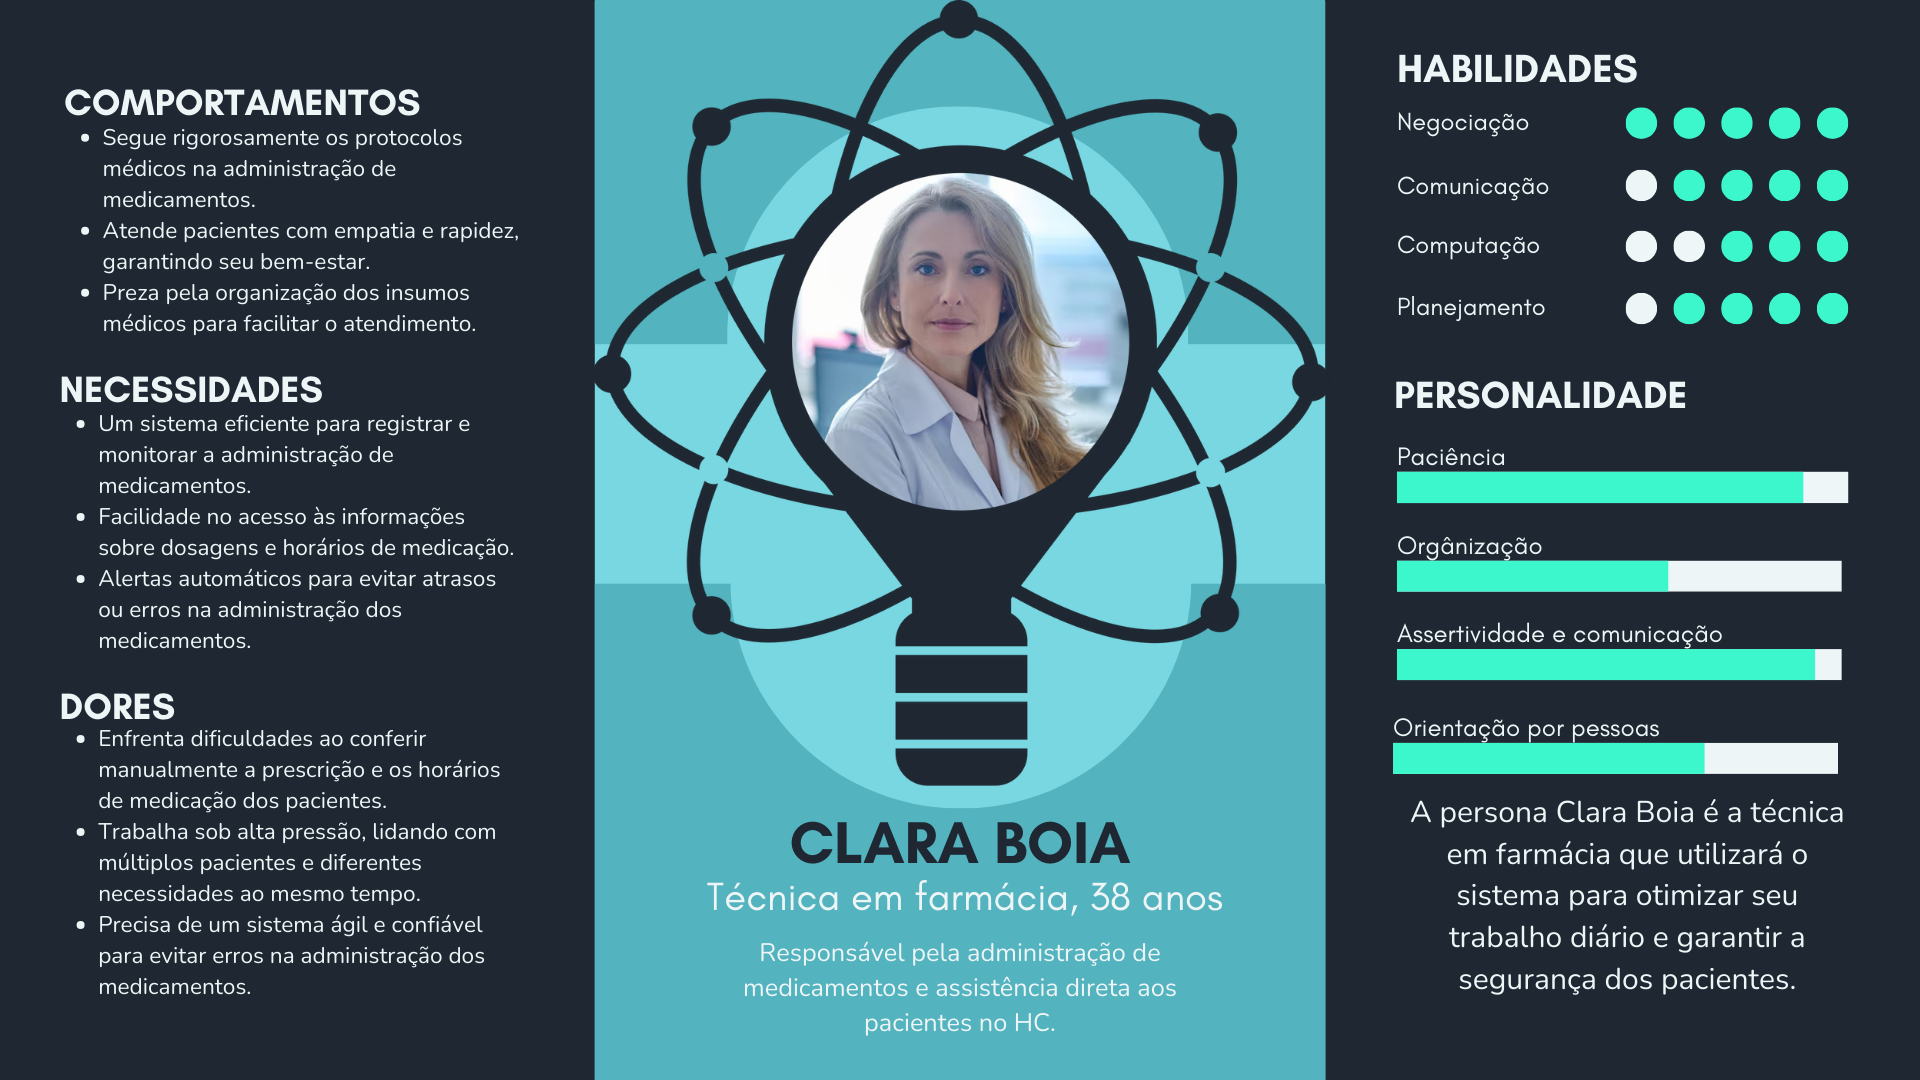 COMPORTAMENTOS
• Segue rigorosamente os protocolos
médicos na administração de
medicamentos.
• Atende pacientes com empatia e rapidez,
garantindo seu bem-estar.
• Preza pela organização dos insumos
médicos para facilitar o atendimento.
NECESSIDADES
• Um sistema eficiente para registrar e
monitorar a administração de
medicamentos.
• Facilidade no acesso às informações
sobre dosagens e horários de medicação.
• Alertas automáticos para evitar atrasos
ou erros na administração dos
medicamentos.
DORES
• Enfrenta dificuldades ao conferir
manualmente a prescrição e os horários
de medicação dos pacientes.
• Trabalha sob alta pressão, lidando com
múltiplos pacientes e diferentes
necessidades ao mesmo tempo.
• Precisa de um sistema ágil e confiável
para evitar erros na administração dos
medicamentos.
CLARA BOIA
Técnica em farmácia, 38 anos
Responsável pela administração de
medicamentos e assistência direta aos
pacientes no HC.
HABILIDADES
Negociação
Comunicação
Computação
Planejamento
PERSONALIDADE
Paciência
Orgânização
Assertividade e comunicação
Orientação por pessoas
A persona Clara Boia é a técnica
em farmácia que utilizará o
sistema para otimizar seu
trabalho diário e garantir a
segurança dos pacientes.